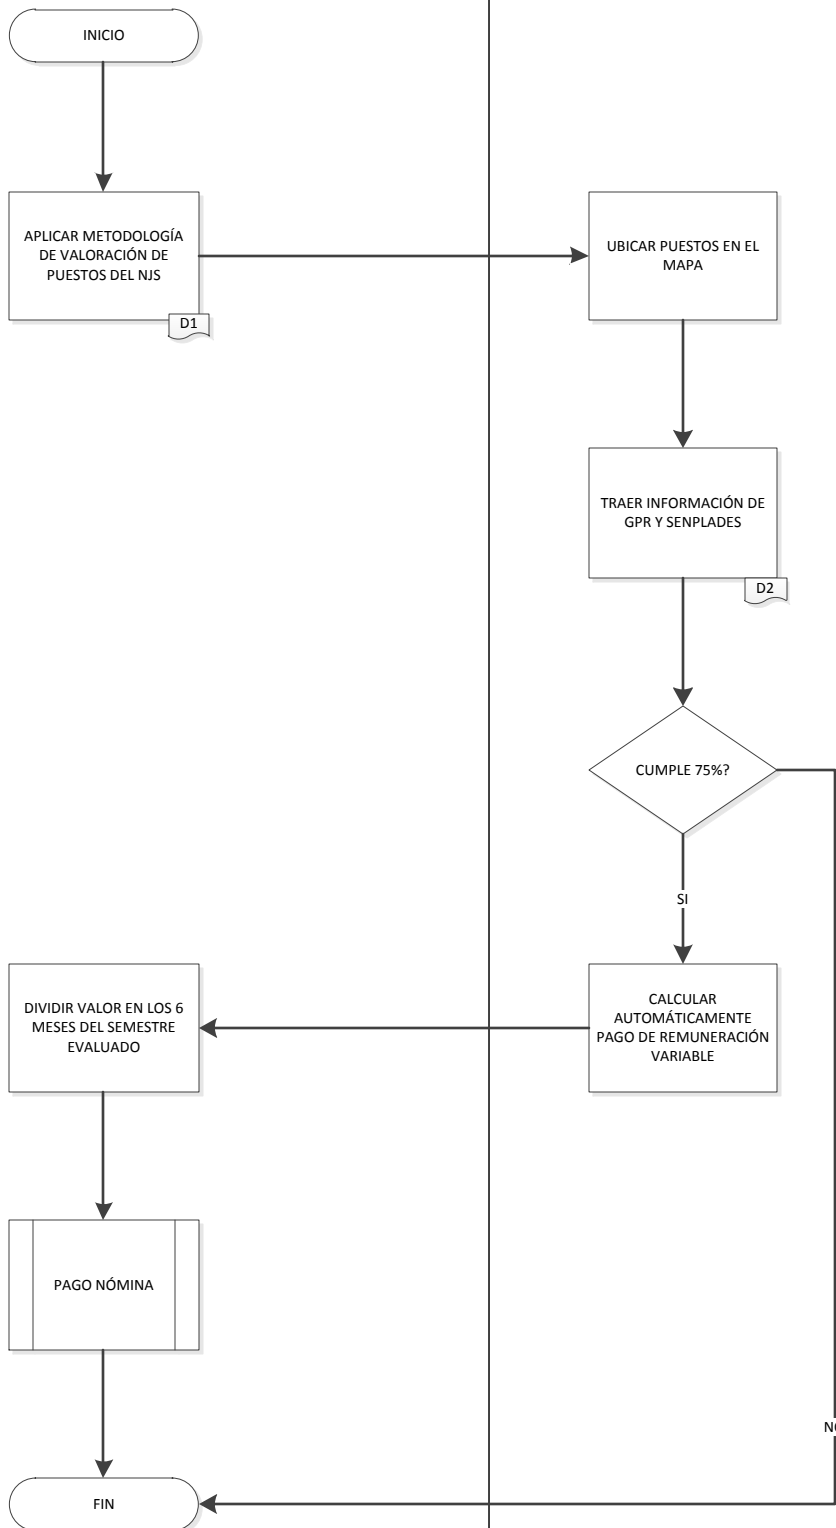 INICIO
APLICAR METODOLOGÍA
DE VALORACIÓN DE
PUESTOS DEL NJS
D1
UBICAR PUESTOS EN EL
MAPA
TRAER INFORMACIÓN DE
GPR Y SENPLADES
D2
CUMPLE 75%?
SI
CALCULAR
AUTOMÁTICAMENTE
PAGO DE REMUNERACIÓN
VARIABLE
DIVIDIR VALOR EN LOS 6
MESES DEL SEMESTRE
EVALUADO
PAGO NÓMINA
NO
FIN